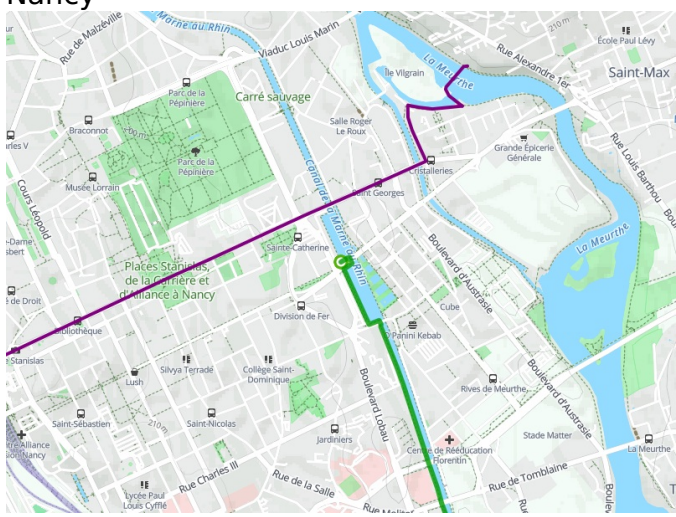 Nancy
Marne au Rhin
Rue de Malzéville
Viaduc Louis Marin
La Meurthe
Rue Alexandre 1er
210 m
École Paul Lévy
Saint-Max
Île Vilgrain
Parc de la
Pépinière
Carré sauvage
Salle Roger
Le Roux
Braconnot
Parc de la
Pépinière
Grande Épicerie
Générale
Cristalleries
Rue Louis Barthou
Cours Léopold
Musée Lorrain
Saint Georges
Canal de la Marne au Rhin
Sainte-Catherine
La Meurthe
Places Stanislas,
de la Carrière et
d'Alliance à Nancy
Boulevard d'Austrasie
Division de Fer
Cube
Panini Kebab
Bibliothèque
Stanislas
Lush
Silvya Terrade
Collège Saint-
Dominique
Rives de Meurthe
Boulevard d'Austrasie
Boulevard Lobau
Saint-Sébastien
Saint-Nicolas
Jardiniers
Stade Matter
La Meurthe
Centre de Rééducation
Florentin
Rue Charles III
Rue de la Salle
Rue de Tomblaine
Lycée Paul
Louis Cyfflé
210 m